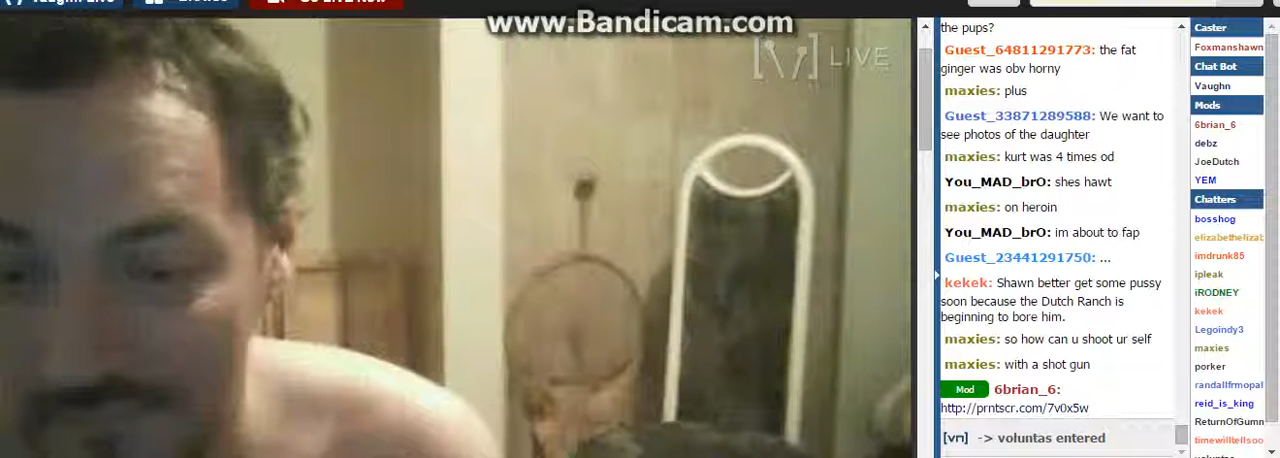 www.Bandicam.com
[V] LIVE
the pups?
Guest_64811291773: the fat
ginger was obv horny
maxies: plus
Guest_33871289588: We want to
see photos of the daughter
maxies: kurt was 4 times od
You_MAD_brO: shes hawt
maxies: on heroin
You_MAD_brO: im about to fap
Guest_23441291750: ...
kekek: Shawn better get some pussy
soon because the Dutch Ranch is
beginning to bore him.
maxies: so how can u shoot ur self
maxies: with a shot gun
Mod 6brian_6:
http://prntscr.com/7v0x5w
[vn] -> voluntas entered
Caster
Foxmanshawn
Chat Bot
Vaughn
Mods
6brian_6
debz
JoeDutch
YEM
Chatters
bosshog
elizabethelizab
imdrunk85
ipleak
iRODNEY
kekek
Legoindy3
maxies
porker
randallfrmopal
reid_is_king
ReturnOfGumn
timewilltellsoo